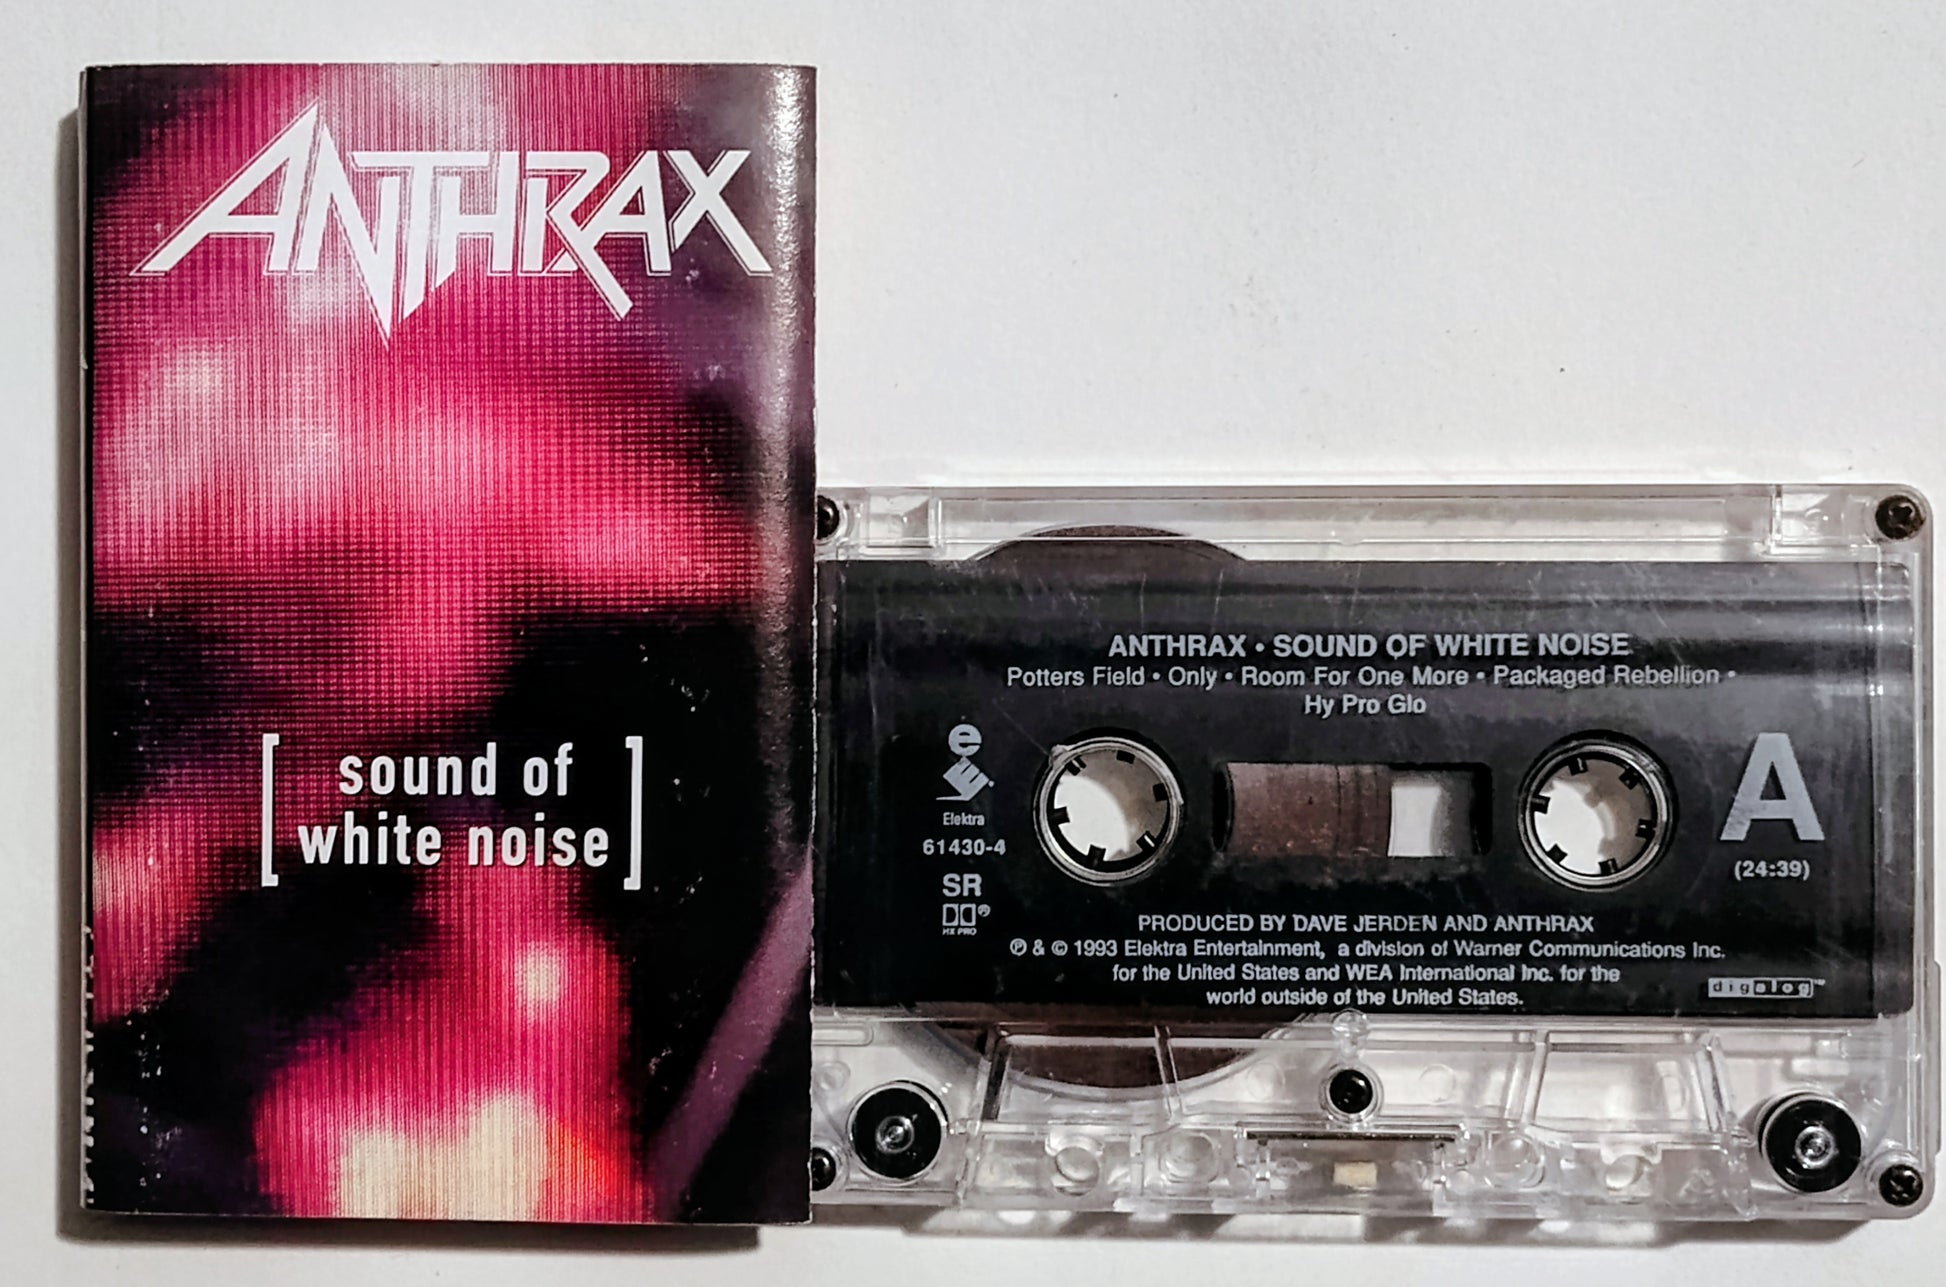 ANTHRAX
[sound of
white noise]
ANTHRAX • SOUND OF WHITE NOISE
Potters Field • Only • Room For One More • Packaged Rebellion •
Hy Pro Glo
e
Elektra
61430-4
SR
HX PRO
A
(24:39)
PRODUCED BY DAVE JERDEN AND ANTHRAX
℗ & © 1993 Elektra Entertainment, a division of Warner Communications Inc.
for the United States and WEA International Inc. for the
world outside of the United States.
digalog™